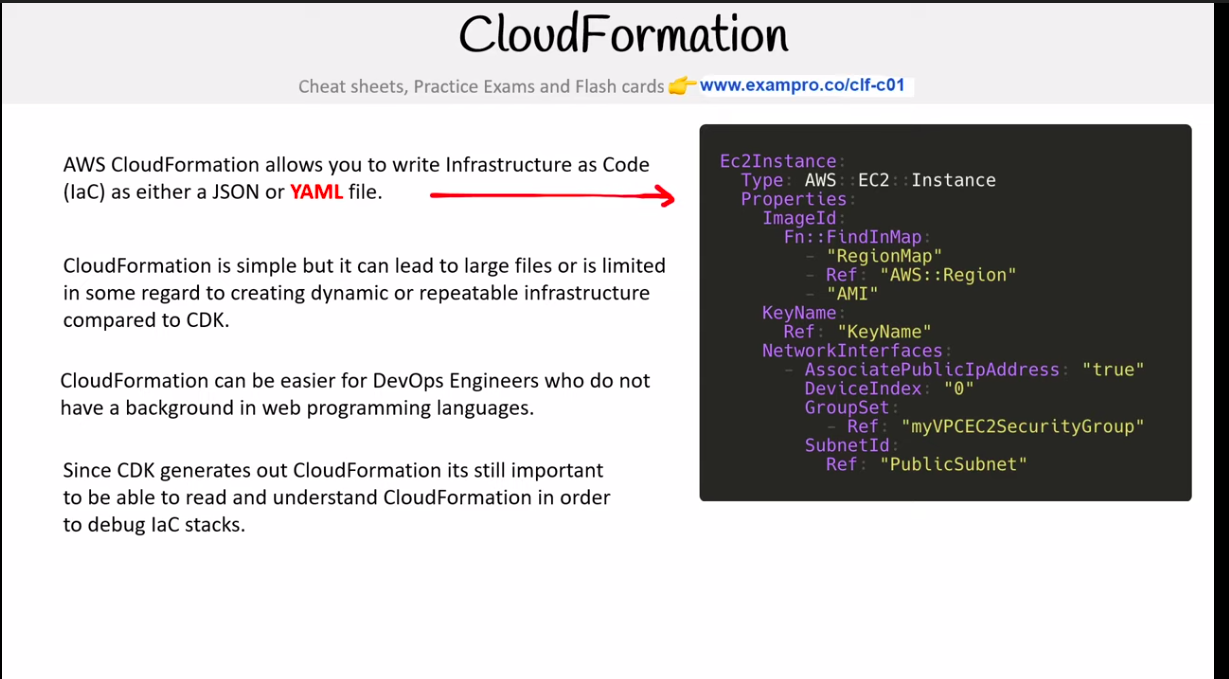 CloudFormation
Cheat sheets, Practice Exams and Flash cards 👉 www.exampro.co/clf-c01
AWS CloudFormation allows you to write Infrastructure as Code
(IaC) as either a JSON or YAML file.
CloudFormation is simple but it can lead to large files or is limited
in some regard to creating dynamic or repeatable infrastructure
compared to CDK.
CloudFormation can be easier for DevOps Engineers who do not
have a background in web programming languages.
Since CDK generates out CloudFormation its still important
to be able to read and understand CloudFormation in order
to debug IaC stacks.
Ec2Instance:
  Type: AWS::EC2::Instance
  Properties:
    ImageId:
      Fn::FindInMap:
        - "RegionMap"
        - Ref: "AWS::Region"
        - "AMI"
    KeyName:
      Ref: "KeyName"
    NetworkInterfaces:
      - AssociatePublicIpAddress: "true"
        DeviceIndex: "0"
        GroupSet:
          - Ref: "myVPCEC2SecurityGroup"
        SubnetId:
          Ref: "PublicSubnet"